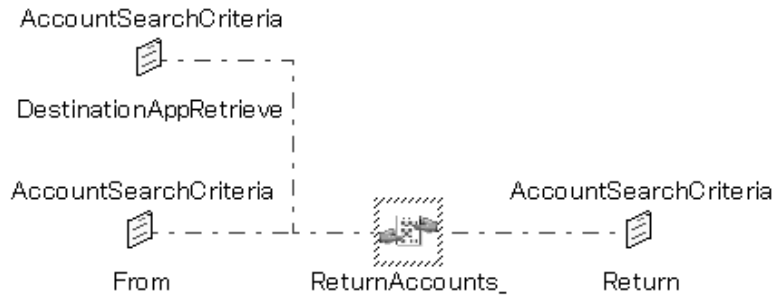 AccountSearchCriteria
DestinationAppRetrieve
AccountSearchCriteria AccountSearchCriteria
From ReturnAccounts_ Return